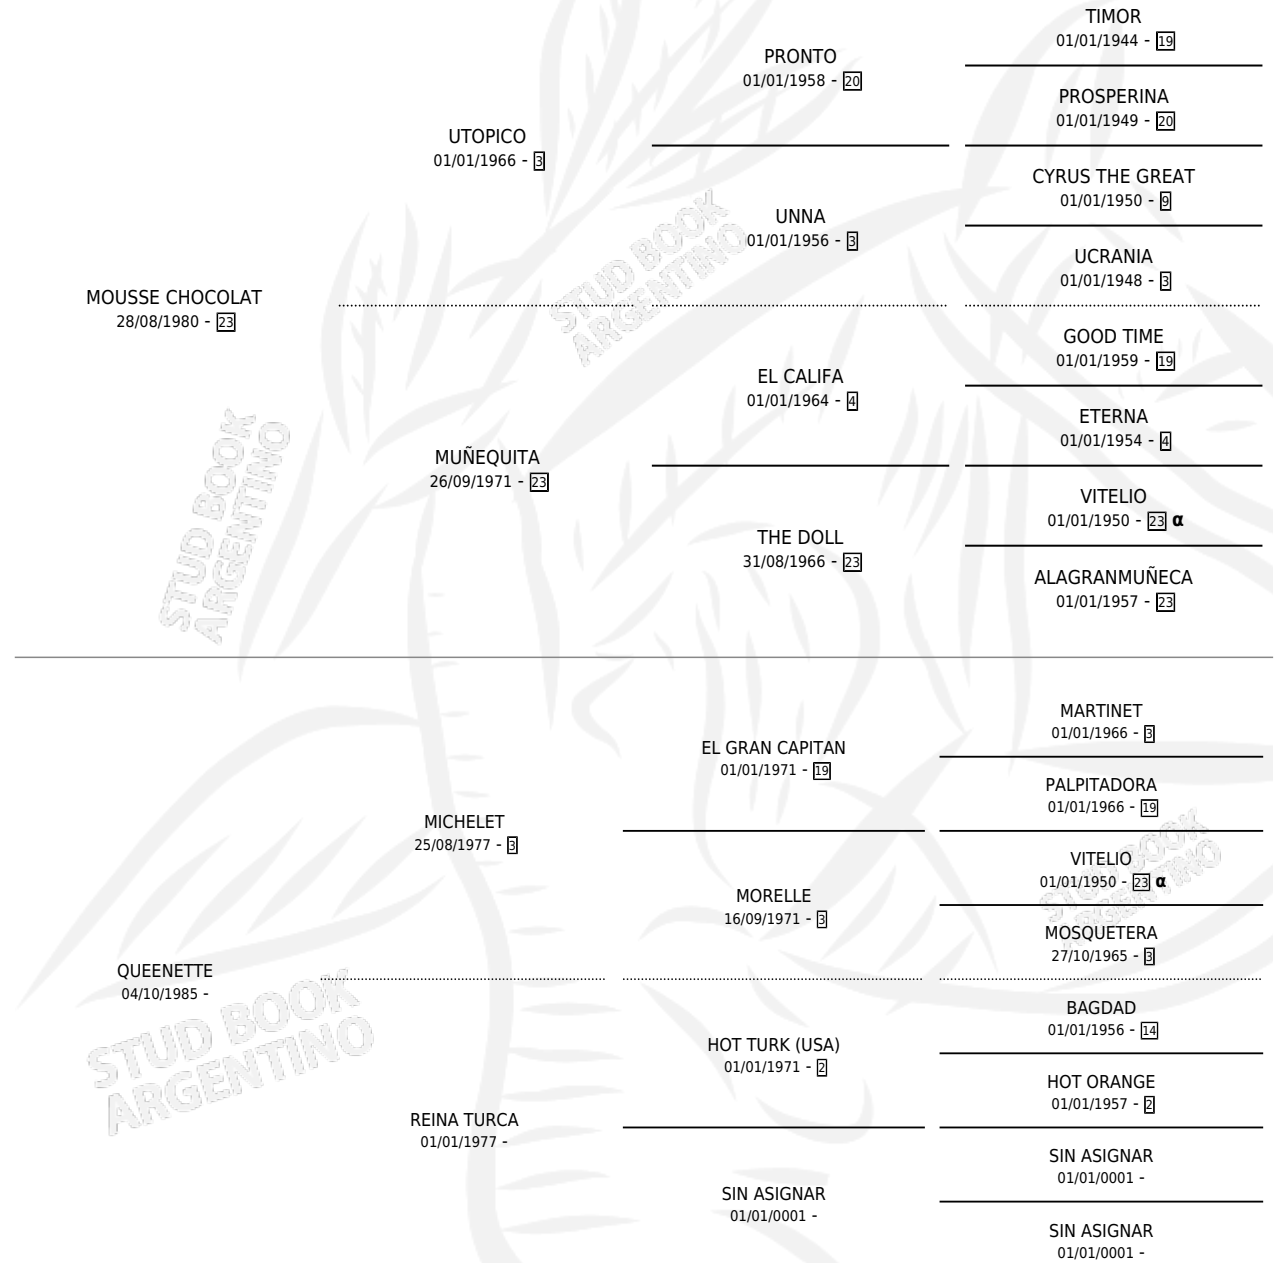 TIMOR
01/01/1944 - 19
PRONTO
01/01/1958 - 20
PROSPERINA
01/01/1949 - 20
UTOPICO
01/01/1966 - 3
CYRUS THE GREAT
01/01/1950 - 9
UNNA
01/01/1956 - 3
UCRANIA
01/01/1948 - 3
MOUSSE CHOCOLAT
28/08/1980 - 23
GOOD TIME
01/01/1959 - 19
EL CALIFA
01/01/1964 - 4
ETERNA
01/01/1954 - 4
MUÑEQUITA
26/09/1971 - 23
VITELIO
01/01/1950 - 23 α
THE DOLL
31/08/1966 - 23
ALAGRANMUÑECA
01/01/1957 - 23
STUD BOOK
ARGENTINO
STUD BOOK
ARGENTINO
MARTINET
01/01/1966 - 3
EL GRAN CAPITAN
01/01/1971 - 19
PALPITADORA
01/01/1966 - 19
MICHELET
25/08/1977 - 3
VITELIO
01/01/1950 - 23 α
MORELLE
16/09/1971 - 3
MOSQUETERA
27/10/1965 - 3
QUEENETTE
04/10/1985 -
BAGDAD
01/01/1956 - 14
HOT TURK (USA)
01/01/1971 - 2
HOT ORANGE
01/01/1957 - 2
REINA TURCA
01/01/1977 -
SIN ASIGNAR
01/01/0001 -
SIN ASIGNAR
01/01/0001 -
SIN ASIGNAR
01/01/0001 -
STUD BOOK
ARGENTINO
STUD BOOK
ARGENTINO